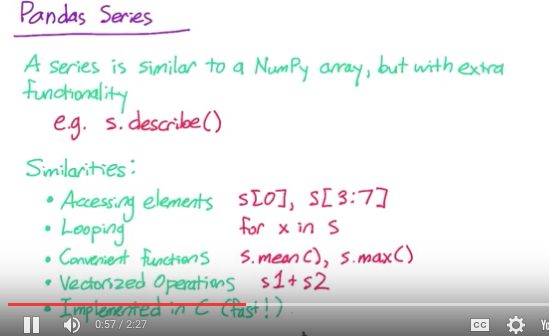 Pandas Series
A series is similar to a NumPy array, but with extra
functionality
e.g. s.describe()
Similarities:
• Accessing elements s[0], s[3:7]
• Looping for x in s
• Convenient functions s.mean(), s.max()
• Vectorized Operations s1+s2
• Implemented in C (fast!)
0:57 / 2:27 CC Yo